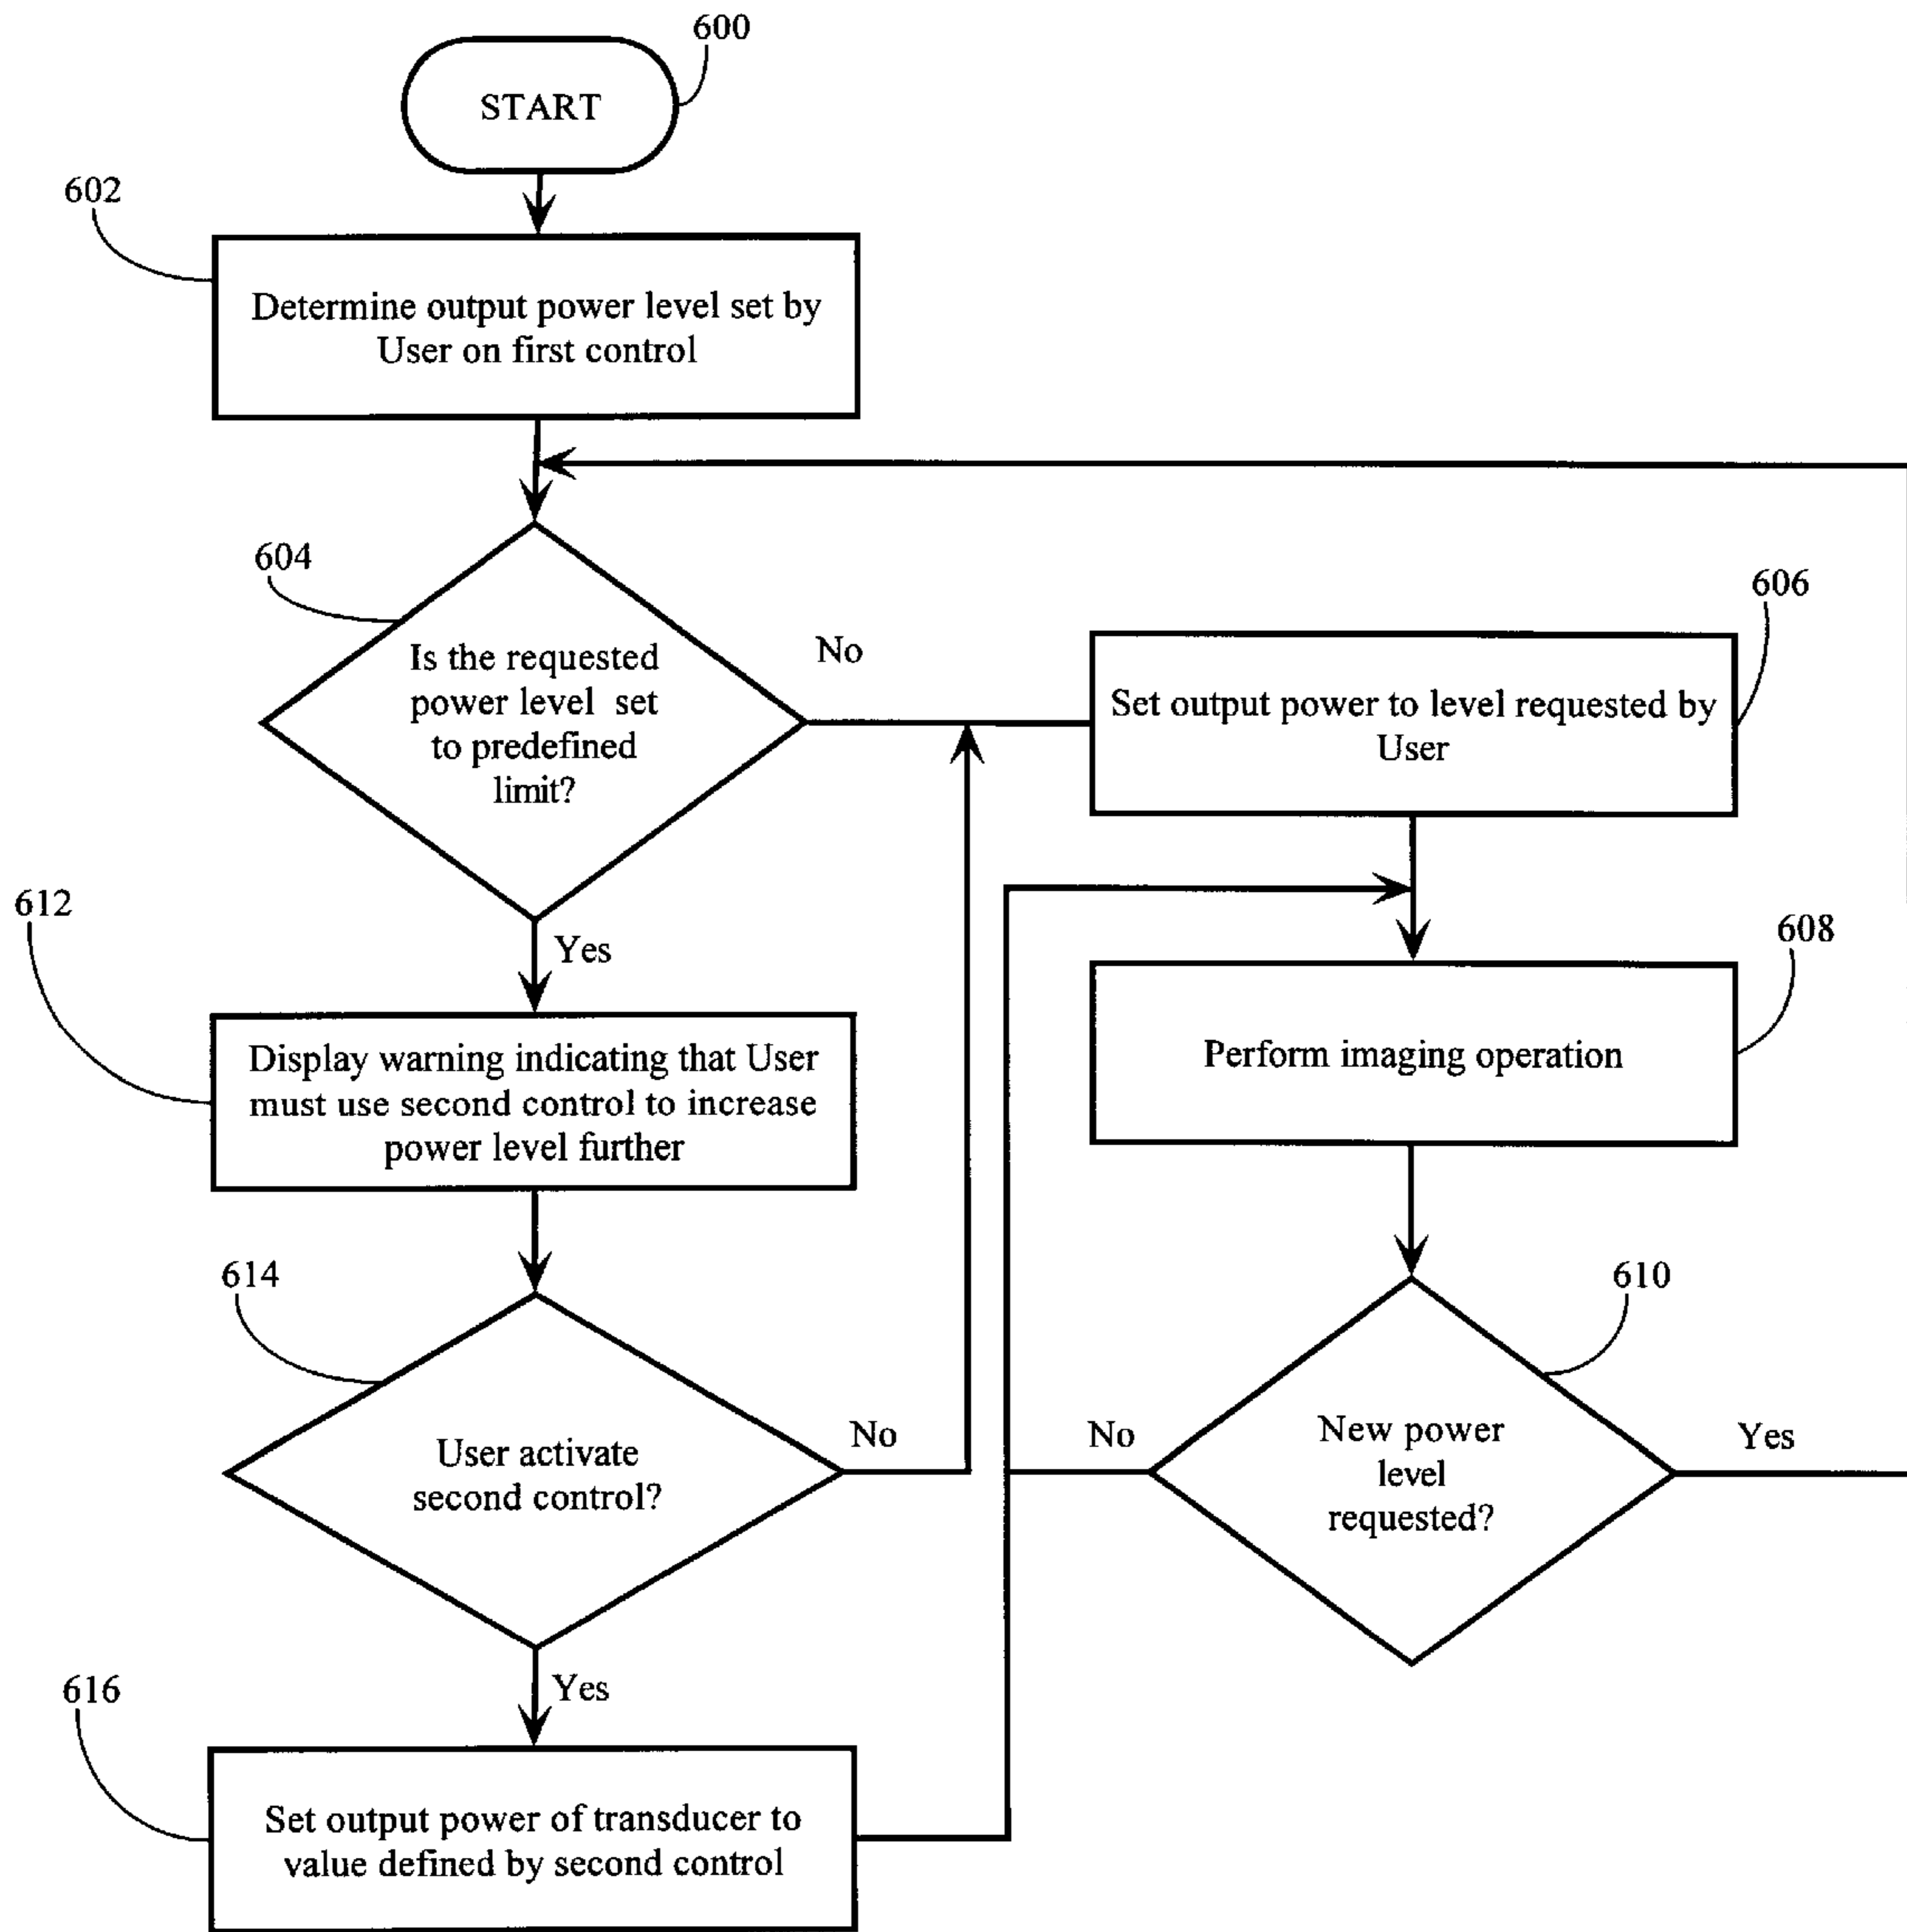 600
START
602
Determine output power level set by
User on first control
604
Is the requested
power level set
to predefined
limit?
No
606
Set output power to level requested by
User
612
Yes
608
Display warning indicating that User
must use second control to increase
power level further
Perform imaging operation
614
610
User activate
second control?
No
No
New power
level
requested?
Yes
616
Yes
Set output power of transducer to
value defined by second control